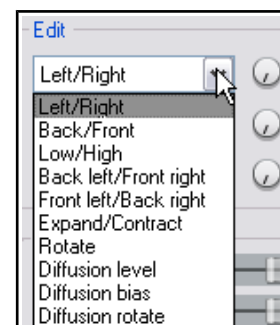 Edit
Left/Right
Left/Right
Back/Front
Low/High
Back left/Front right
Front left/Back right
Expand/Contract
Rotate
Diffusion level
Diffusion bias
Diffusion rotate